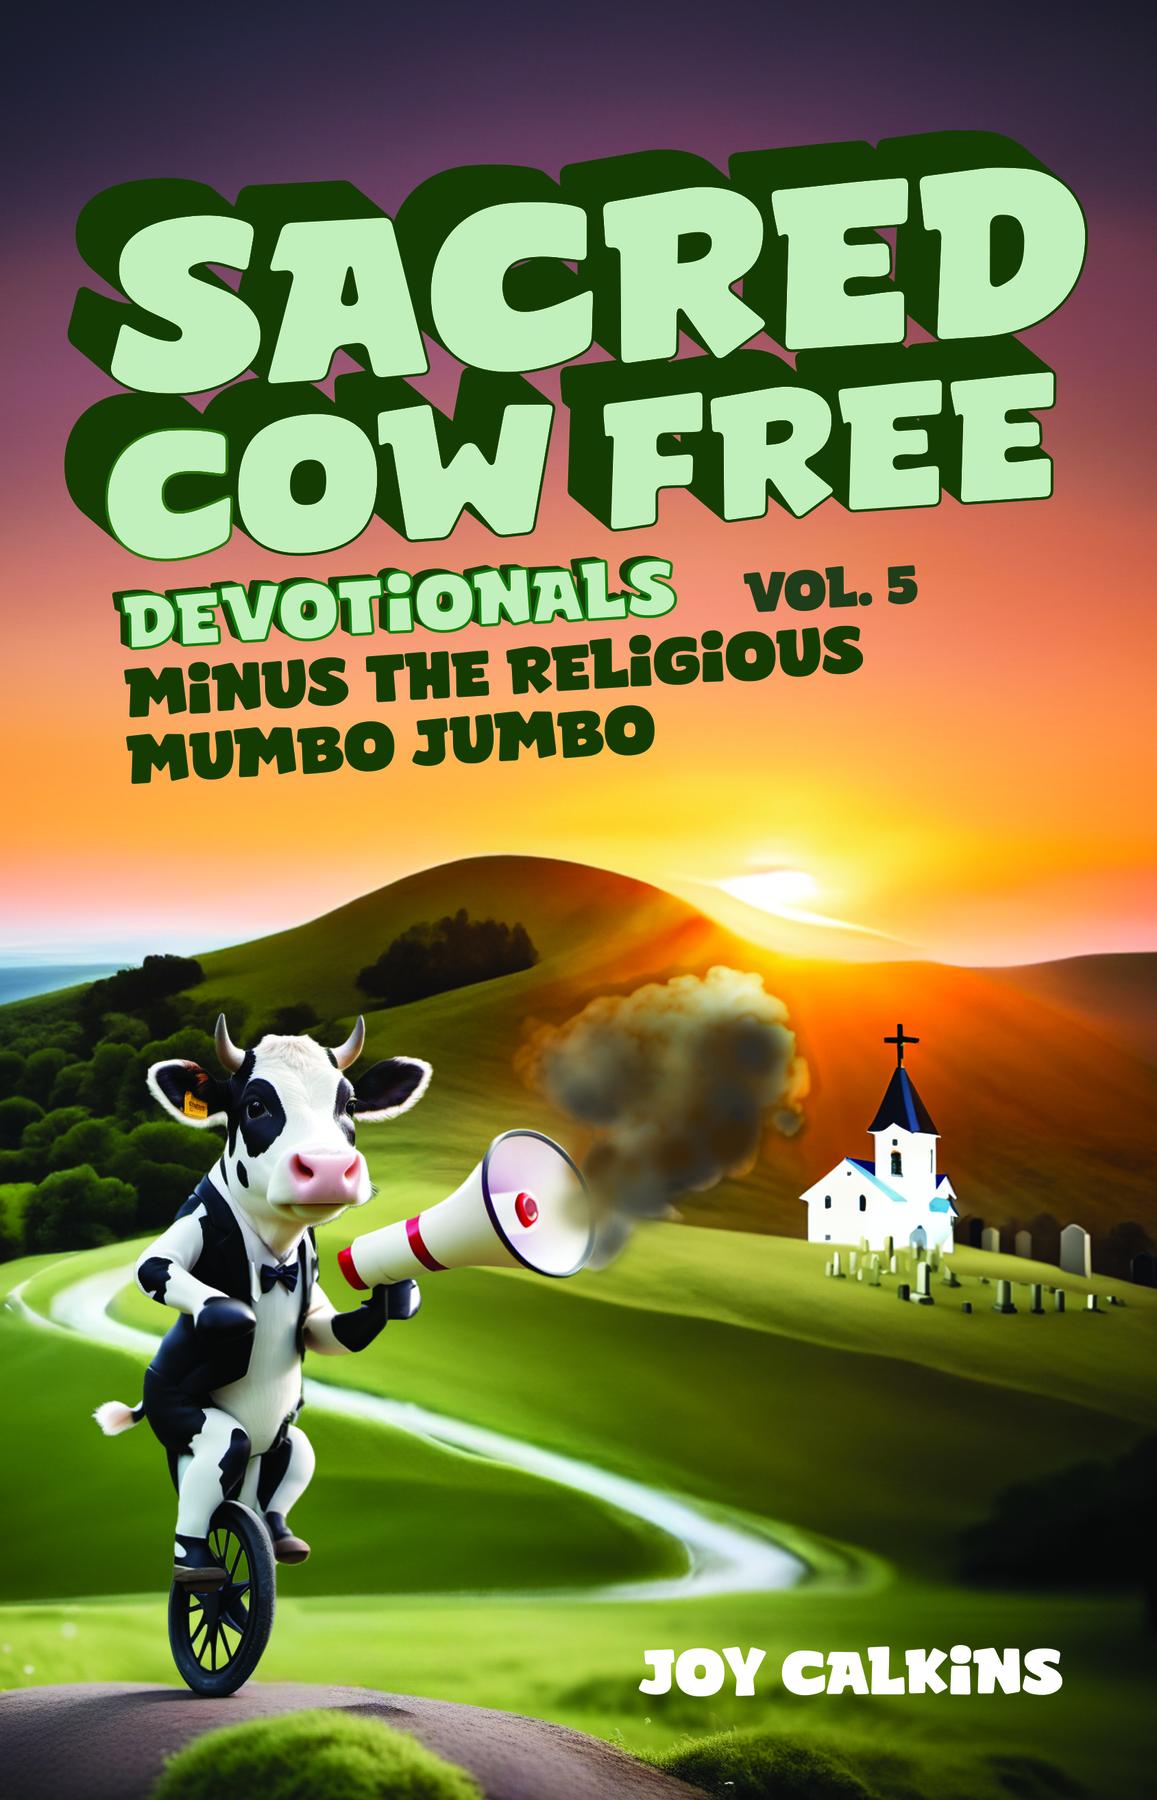 SACRED
COW FREE
DEVOTiONALS VOL. 5
MiNUS THE RELiGiOUS
MUMBO JUMBO
JOY CALKiNS